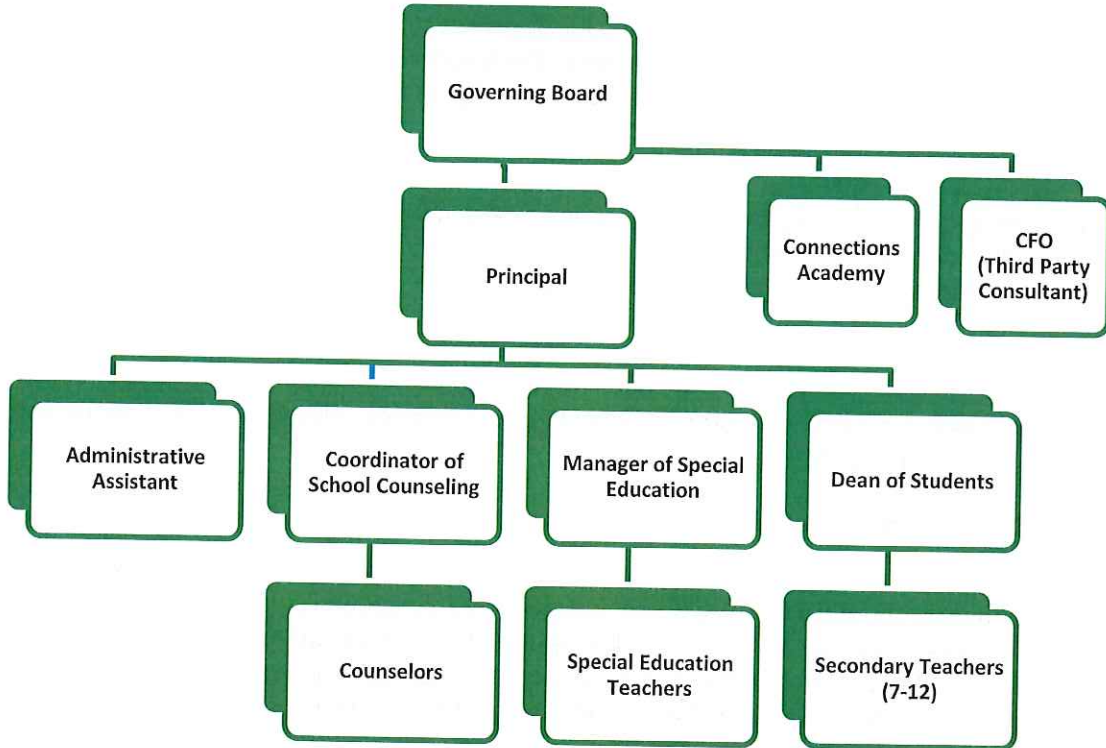 Governing Board
Principal
Connections
Academy
CFO
(Third Party
Consultant)
Administrative
Assistant
Coordinator of
School Counseling
Manager of Special
Education
Dean of Students
Counselors
Special Education
Teachers
Secondary Teachers
(7-12)